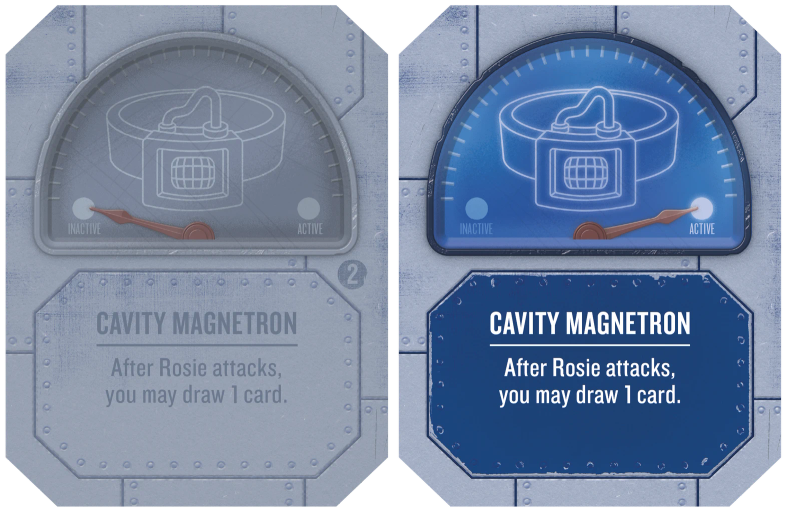 INACTIVE
ACTIVE
2
CAVITY MAGNETRON
After Rosie attacks,
you may draw 1 card.
INACTIVE
ACTIVE
CAVITY MAGNETRON
After Rosie attacks,
you may draw 1 card.